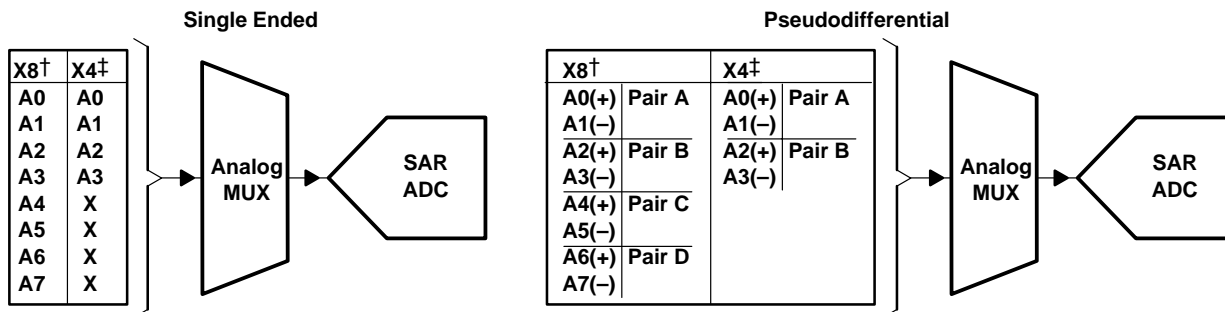 Single Ended
X8† X4‡
A0 A0
A1 A1
A2 A2
A3 A3
A4 X
A5 X
A6 X
A7 X
Analog
MUX
SAR
ADC
Pseudodifferential
X8† X4‡
A0(+) Pair A A0(+) Pair A
A1(–) A1(–)
A2(+) Pair B A2(+) Pair B
A3(–) A3(–)
A4(+) Pair C
A5(–)
A6(+) Pair D
A7(–)
Analog
MUX
SAR
ADC